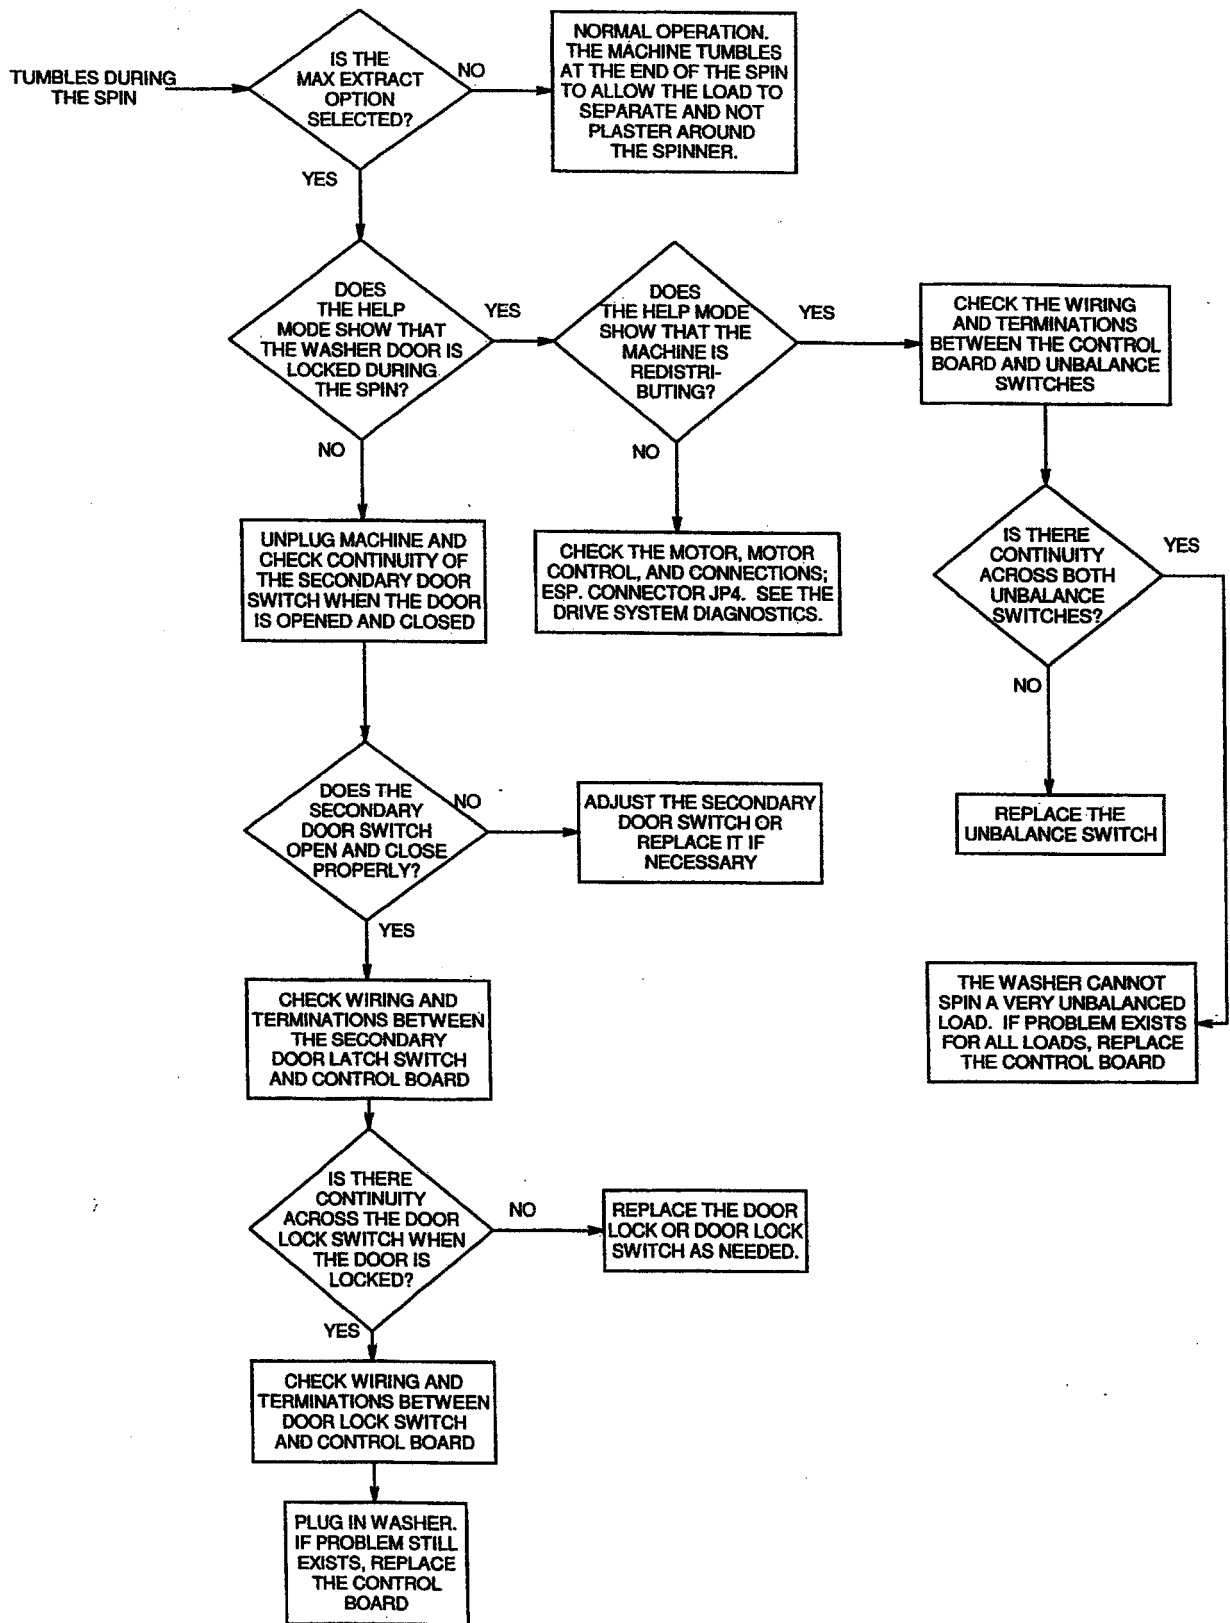 TUMBLES DURING
THE SPIN
IS THE
MAX EXTRACT
OPTION
SELECTED?
NO
NORMAL OPERATION.
THE MACHINE TUMBLES
AT THE END OF THE SPIN
TO ALLOW THE LOAD TO
SEPARATE AND NOT
PLASTER AROUND
THE SPINNER.
YES
DOES
THE HELP
MODE SHOW THAT
THE WASHER DOOR IS
LOCKED DURING
THE SPIN?
YES
DOES
THE HELP MODE
SHOW THAT THE
MACHINE IS
REDISTRI-
BUTING?
YES
CHECK THE WIRING
AND TERMINATIONS
BETWEEN THE CONTROL
BOARD AND UNBALANCE
SWITCHES
NO
NO
UNPLUG MACHINE AND
CHECK CONTINUITY OF
THE SECONDARY DOOR
SWITCH WHEN THE DOOR
IS OPENED AND CLOSED
CHECK THE MOTOR, MOTOR
CONTROL, AND CONNECTIONS;
ESP. CONNECTOR JP4. SEE THE
DRIVE SYSTEM DIAGNOSTICS.
IS THERE
CONTINUITY
ACROSS BOTH
UNBALANCE
SWITCHES?
YES
NO
REPLACE THE
UNBALANCE SWITCH
DOES THE
SECONDARY
DOOR SWITCH
OPEN AND CLOSE
PROPERLY?
NO
ADJUST THE SECONDARY
DOOR SWITCH OR
REPLACE IT IF
NECESSARY
YES
THE WASHER CANNOT
SPIN A VERY UNBALANCED
LOAD. IF PROBLEM EXISTS
FOR ALL LOADS, REPLACE
THE CONTROL BOARD
CHECK WIRING AND
TERMINATIONS BETWEEN
THE SECONDARY
DOOR LATCH SWITCH
AND CONTROL BOARD
IS THERE
CONTINUITY
ACROSS THE DOOR
LOCK SWITCH WHEN
THE DOOR IS
LOCKED?
NO
REPLACE THE DOOR
LOCK OR DOOR LOCK
SWITCH AS NEEDED.
YES
CHECK WIRING AND
TERMINATIONS BETWEEN
DOOR LOCK SWITCH
AND CONTROL BOARD
PLUG IN WASHER.
IF PROBLEM STILL
EXISTS, REPLACE
THE CONTROL
BOARD